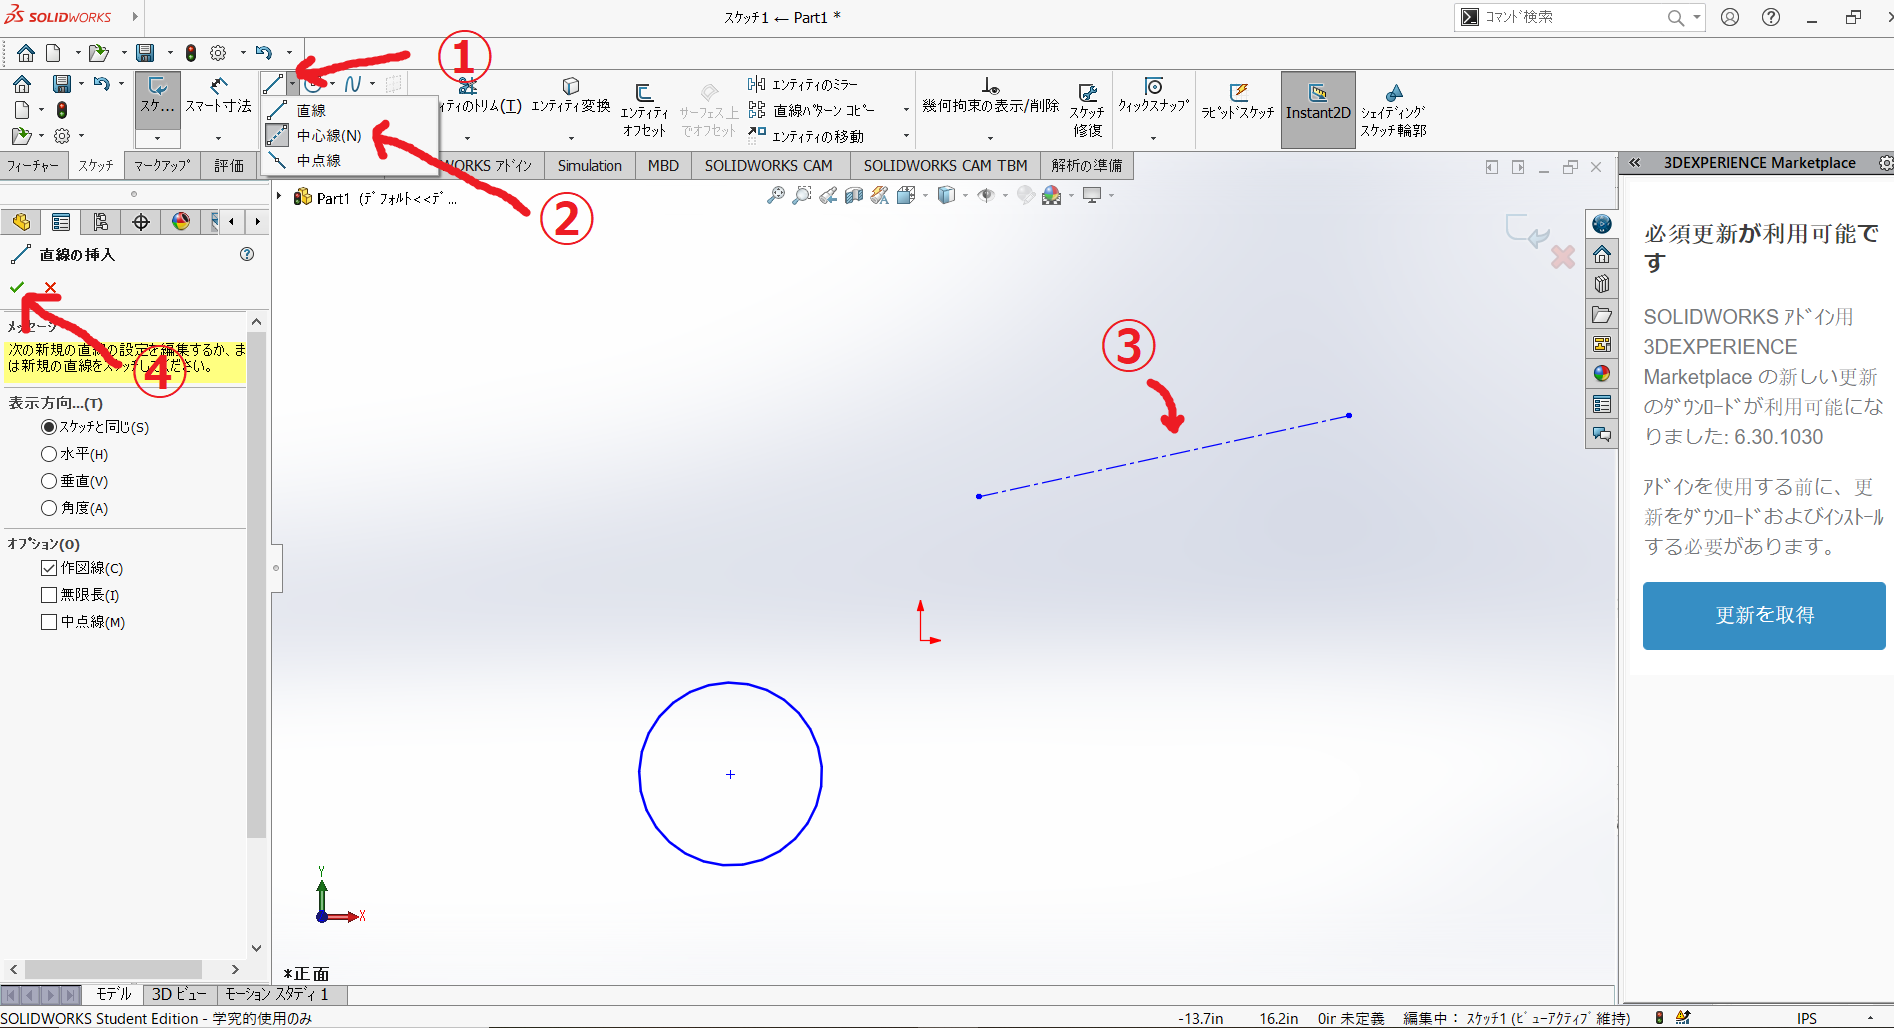 SOLIDWORKS
スケッチ1 ← Part1 *
コマンド検索
①
スケ...
スマート寸法
ィティのトリム(T)
エンティティ変換
エンティティ
オフセット
サーフェス上
でオフセット
エンティティのミラー
直線パターン コピー
エンティティの移動
幾何拘束の表示/削除
スケッチ
修復
クィックスナップ
ラピッドスケッチ
Instant2D
シェイディング
スケッチ輪郭
直線
中心線(N)
中点線
②
フィーチャー
スケッチ
マークアップ
評価
WORKS アドイン
Simulation
MBD
SOLIDWORKS CAM
SOLIDWORKS CAM TBM
解析の準備
Part1 (デフォルト<<デ...
直線の挿入
④
メッセージ
次の新規の直線の設定を編集するか、ま
は新規の直線をスケッチしてください。
表示方向...(T)
スケッチと同じ(S)
水平(H)
垂直(V)
角度(A)
オプション(O)
作図線(C)
無限長(I)
中点線(M)
③
Y
X
*正面
3DEXPERIENCE Marketplace
必須更新が利用可能で
す
SOLIDWORKS アドイン用
3DEXPERIENCE
Marketplace の新しい更新
のダウンロードが利用可能にな
りました: 6.30.1030
アドインを使用する前に、更
新をダウンロードおよびインストール
する必要があります。
更新を取得
モデル
3D ビュー
モーション スタディ 1
SOLIDWORKS Student Edition - 学究的使用のみ
-13.7in
16.2in
0in 未定義
編集中： スケッチ1 (ビューアクティブ維持)
IPS